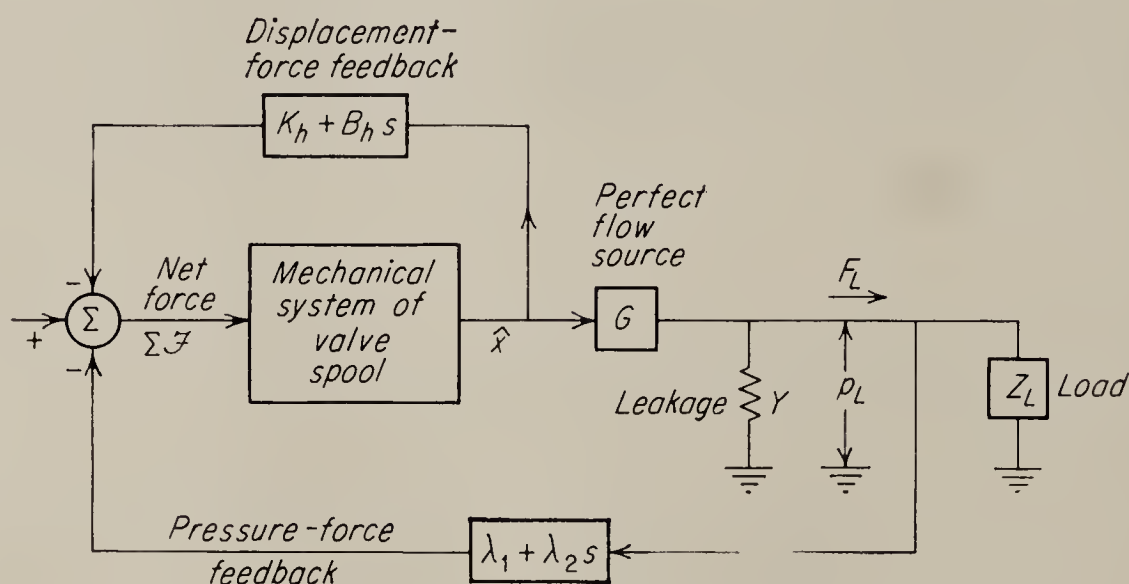 Displacement-
force feedback
K_h + B_h s
Perfect
flow
source
Net
force
Σ
+
-
-
Σℱ
Mechanical
system of
valve
spool
x̂
G
F_L
Leakage
Y
p_L
Z_L
Load
Pressure-force
feedback
λ_1 + λ_2 s